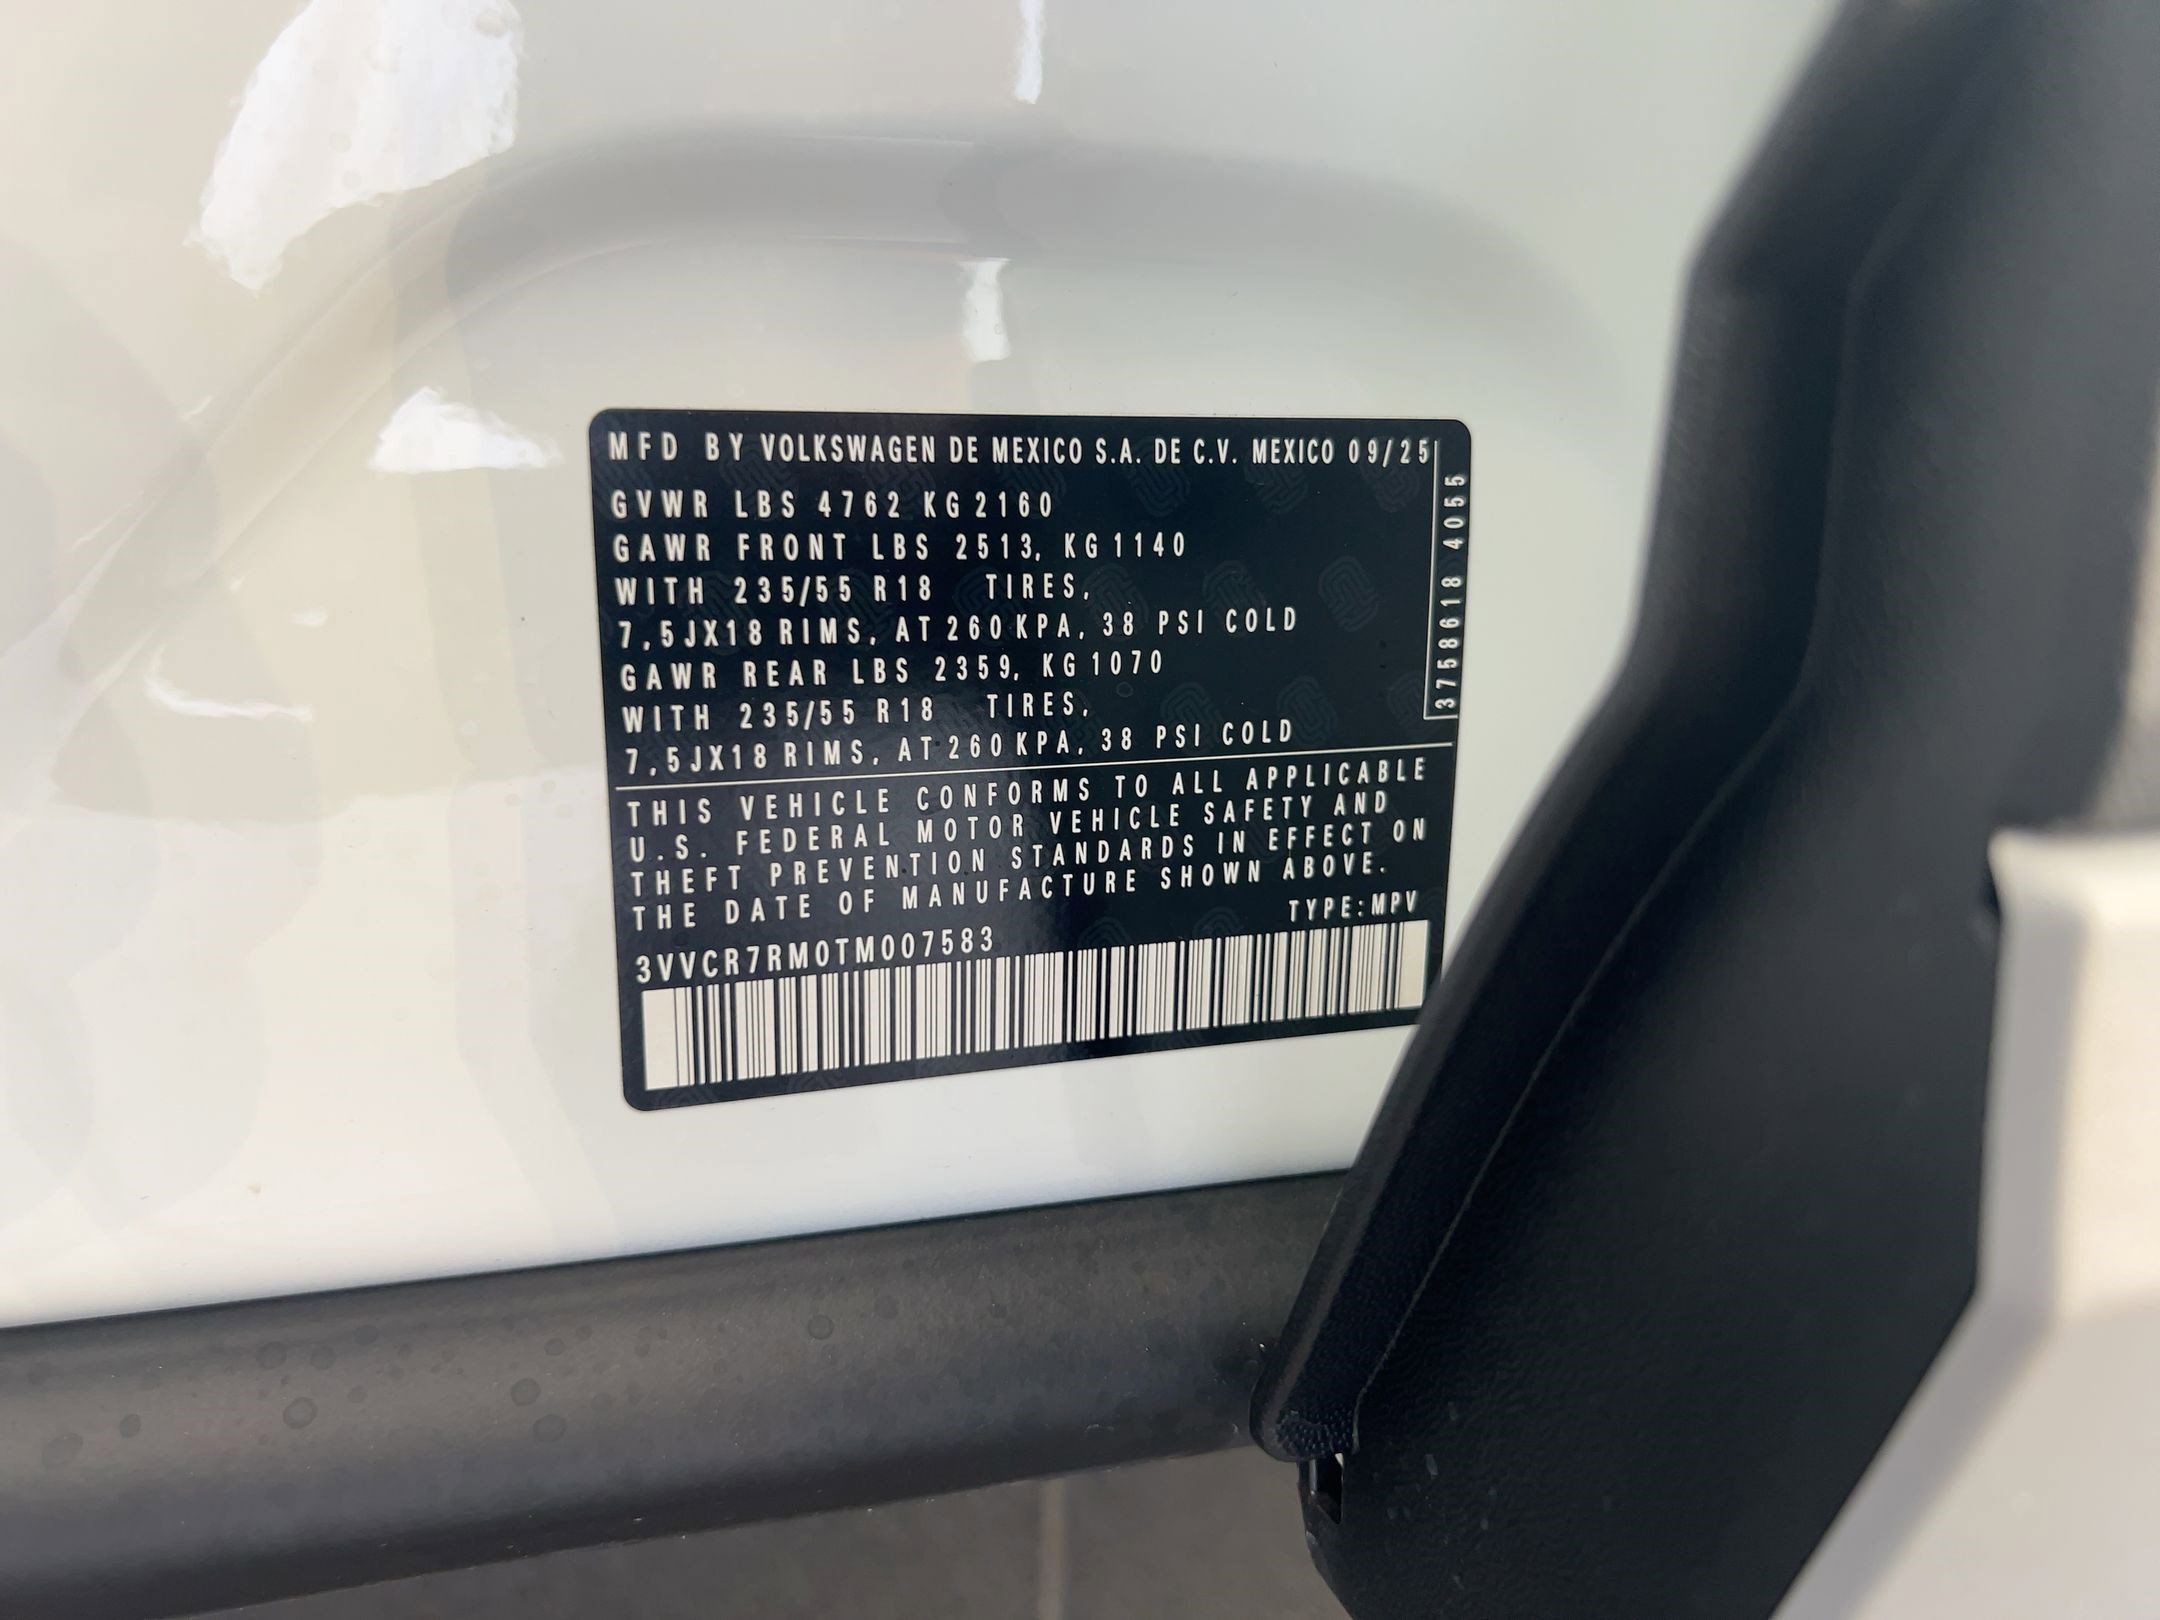 MFD BY VOLKSWAGEN DE MEXICO S.A. DE C.V. MEXICO 09/25
GVWR LBS 4762 KG 2160
GAWR FRONT LBS 2513, KG 1140
WITH 235/55 R18 TIRES,
7,5JX18 RIMS, AT 260 KPA, 38 PSI COLD
GAWR REAR LBS 2359, KG 1070
WITH 235/55 R18 TIRES,
7,5JX18 RIMS, AT 260 KPA, 38 PSI COLD
3758618 4055
THIS VEHICLE CONFORMS TO ALL APPLICABLE
U.S. FEDERAL MOTOR VEHICLE SAFETY AND
THEFT PREVENTION STANDARDS IN EFFECT ON
THE DATE OF MANUFACTURE SHOWN ABOVE.
TYPE:MPV
3VVCR7RM0TM007583